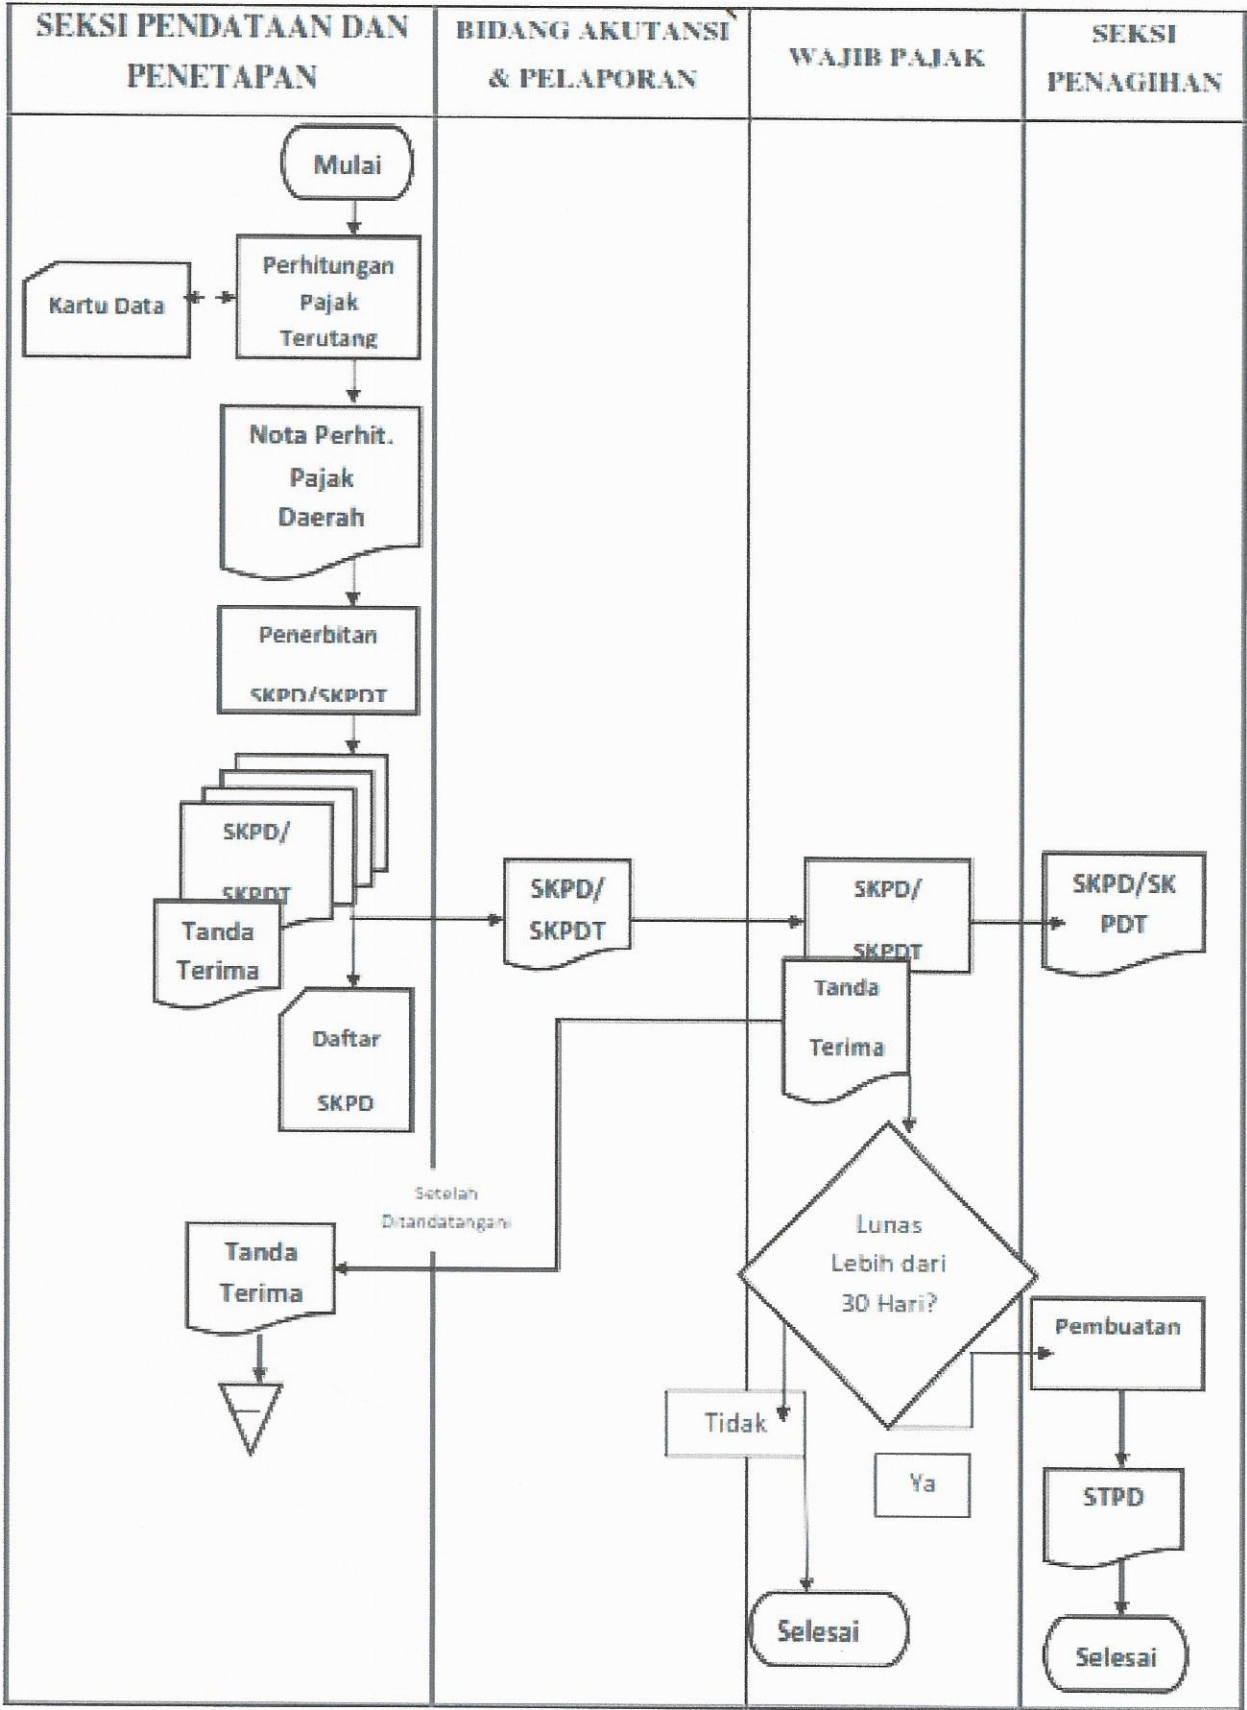 SEKSI PENDATAAN DAN
PENETAPAN
BIDANG AKUTANSI
& PELAPORAN
WAJIB PAJAK
SEKSI
PENAGIHAN
Mulai
Kartu Data
Perhitungan
Pajak
Terutang
Nota Perhit.
Pajak
Daerah
Penerbitan
SKPD/SKPDT
SKPD/
SKPDT
Tanda
Terima
Daftar
SKPD
SKPD/
SKPDT
SKPD/
SKPDT
Tanda
Terima
SKPD/SK
PDT
Setelah
Ditandatangani
Tanda
Terima
Lunas
Lebih dari
30 Hari?
Tidak
Ya
Pembuatan
STPD
Selesai
Selesai